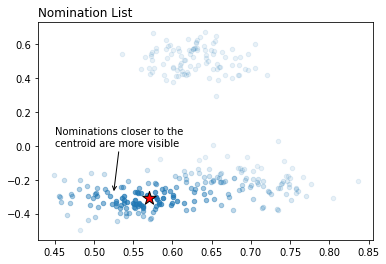 Nomination List
0.6
0.4
0.2
0.0
−0.2
−0.4
Nominations closer to the
centroid are more visible
0.45 0.50 0.55 0.60 0.65 0.70 0.75 0.80 0.85